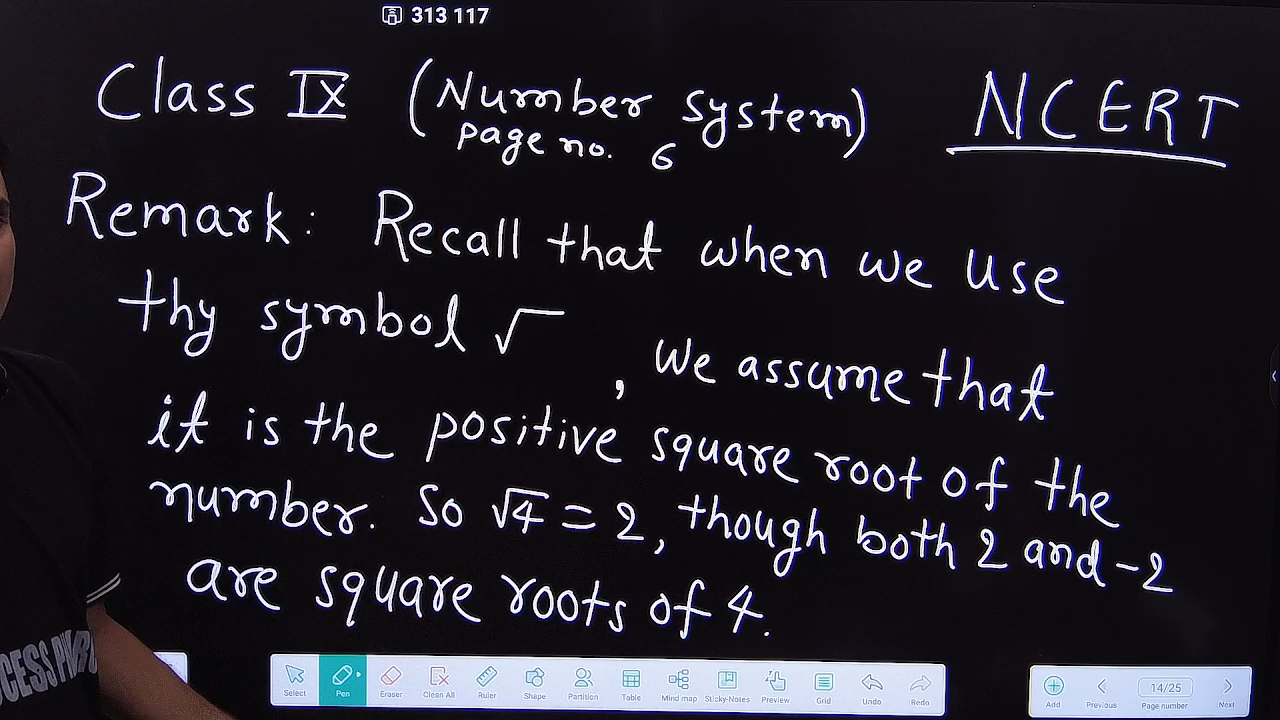 313 117
Class IX (Number system) NCERT
page no. 6
Remark: Recall that when we use
thy symbol √ , we assume that
it is the positive square root of the
number. So √4 = 2, though both 2 and -2
are square roots of 4.
Select Pen Eraser Clean All Ruler Shape Partition Table Mind map Sticky-Notes Preview Grid Undo Redo Add Previous 14/25 Page number Next